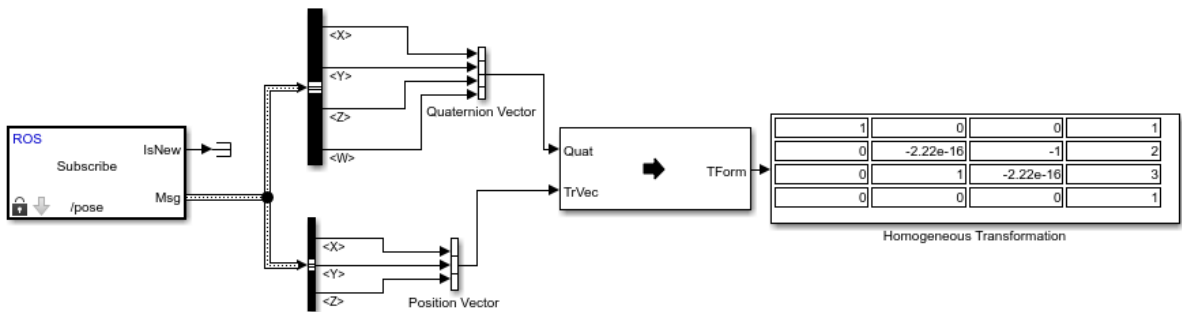 ROS
Subscribe
/pose
IsNew
Msg
<X>
<Y>
<Z>
<W>
Quaternion Vector
<X>
<Y>
<Z>
Position Vector
Quat
TrVec
TForm
1 0 0 1
0 -2.22e-16 -1 2
0 1 -2.22e-16 3
0 0 0 1
Homogeneous Transformation